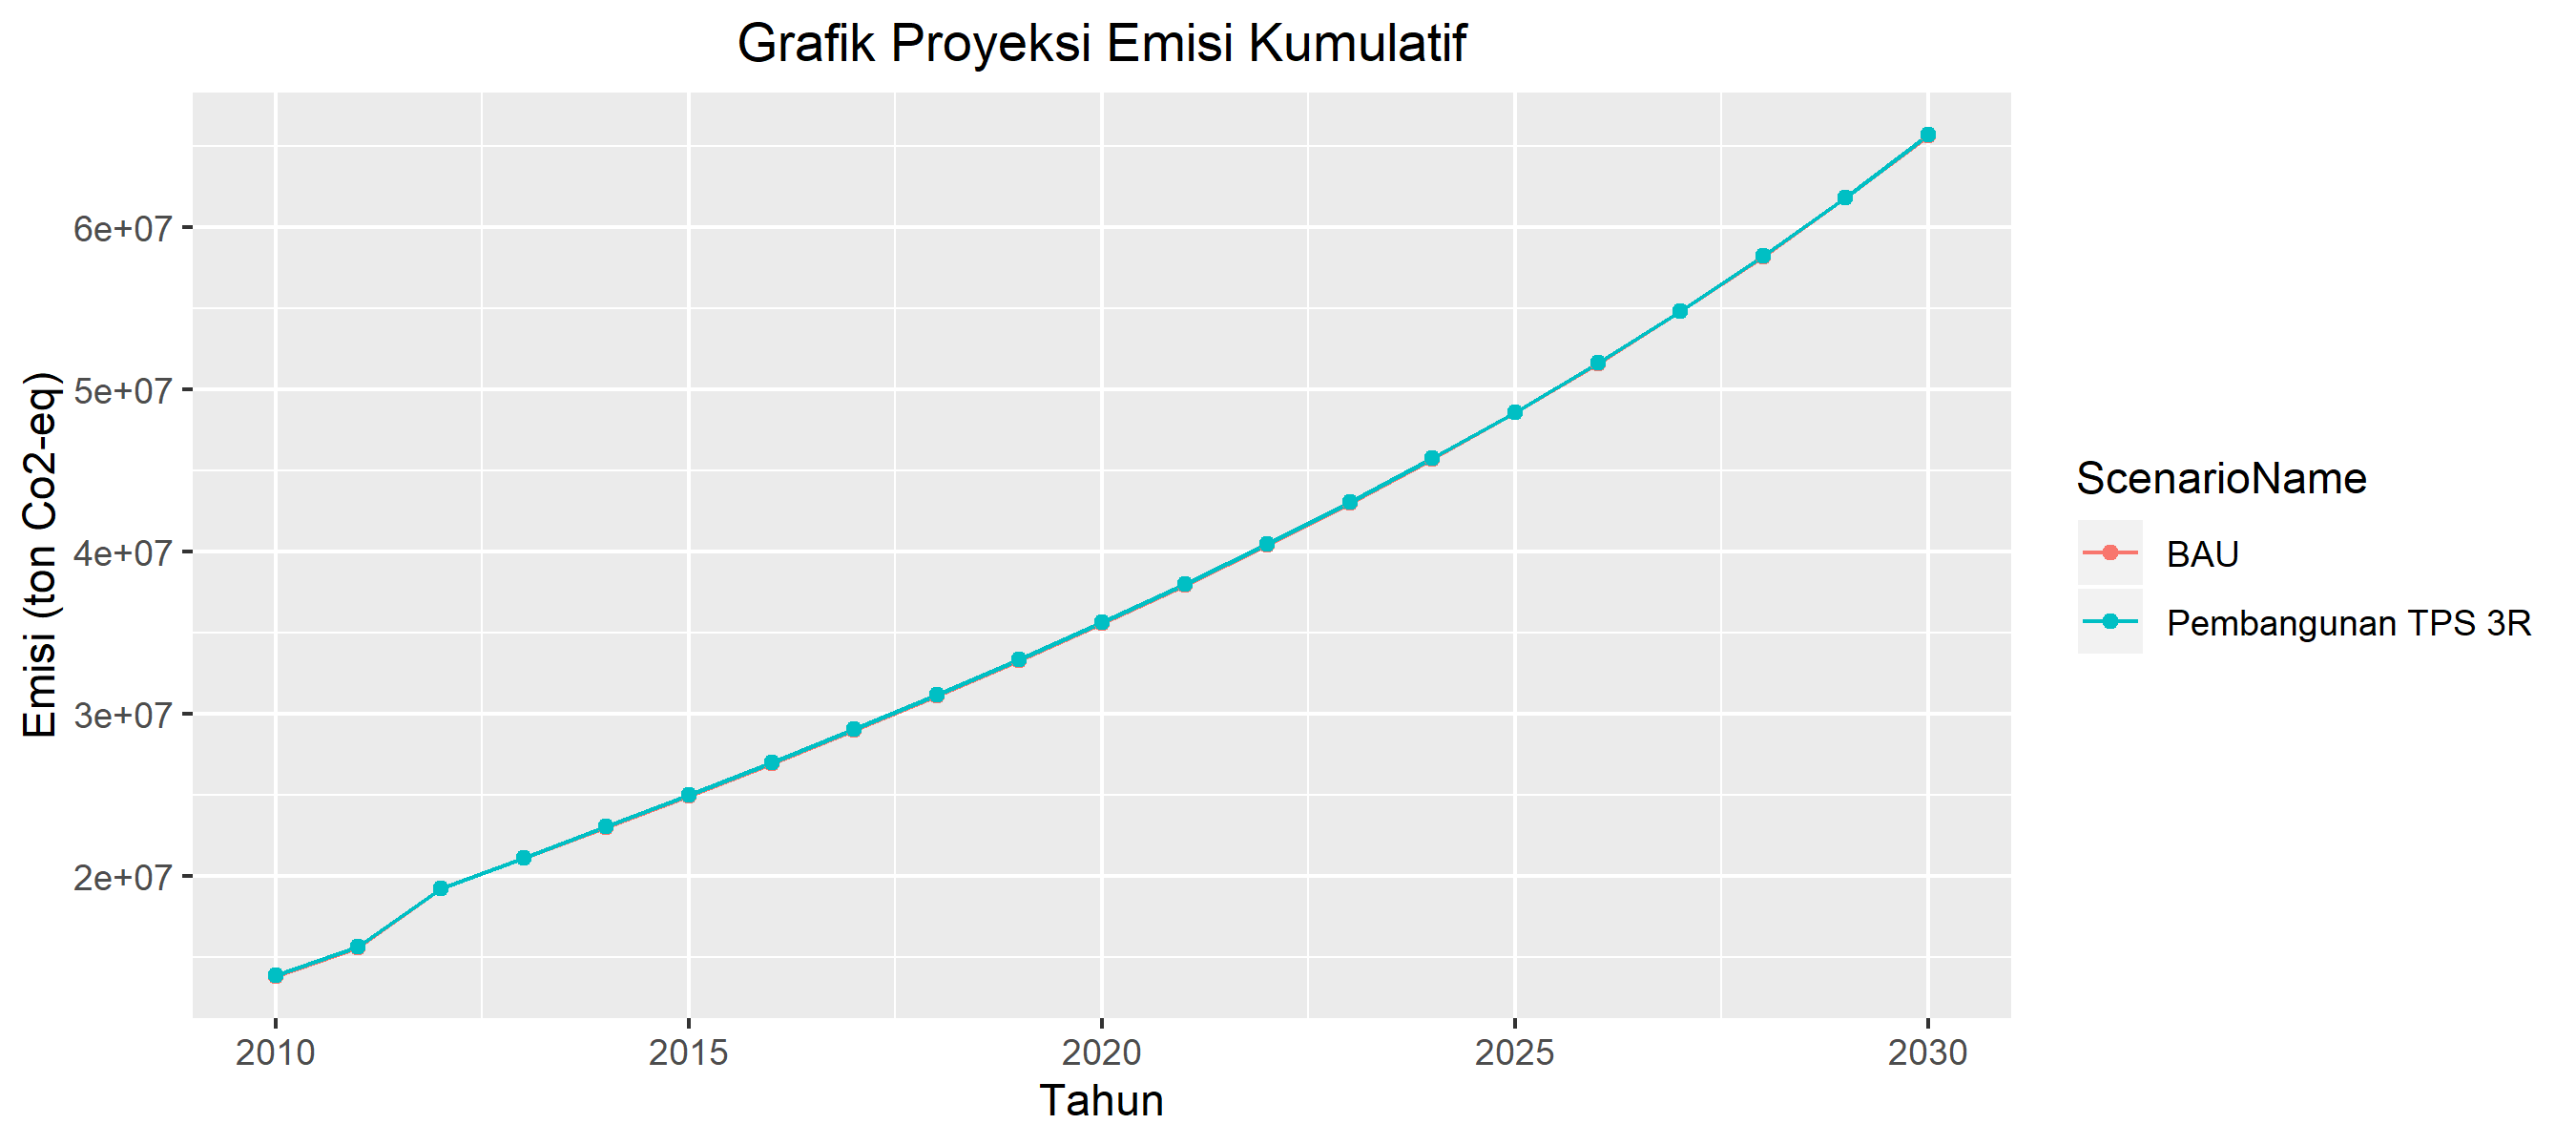 Grafik Proyeksi Emisi Kumulatif
Emisi (ton Co2-eq)
6e+07
5e+07
4e+07
3e+07
2e+07
2010
2015
2020
2025
2030
Tahun
ScenarioName
BAU
Pembangunan TPS 3R